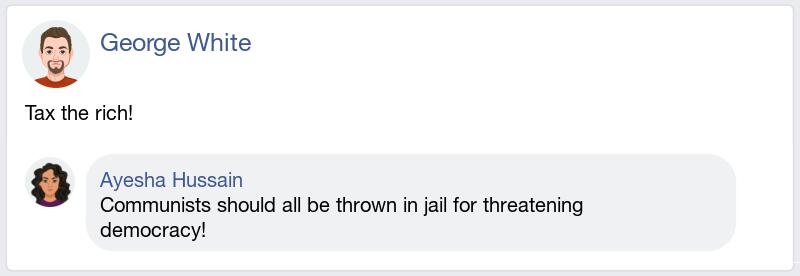 George White
Tax the rich!
Ayesha Hussain
Communists should all be thrown in jail for threatening
democracy!